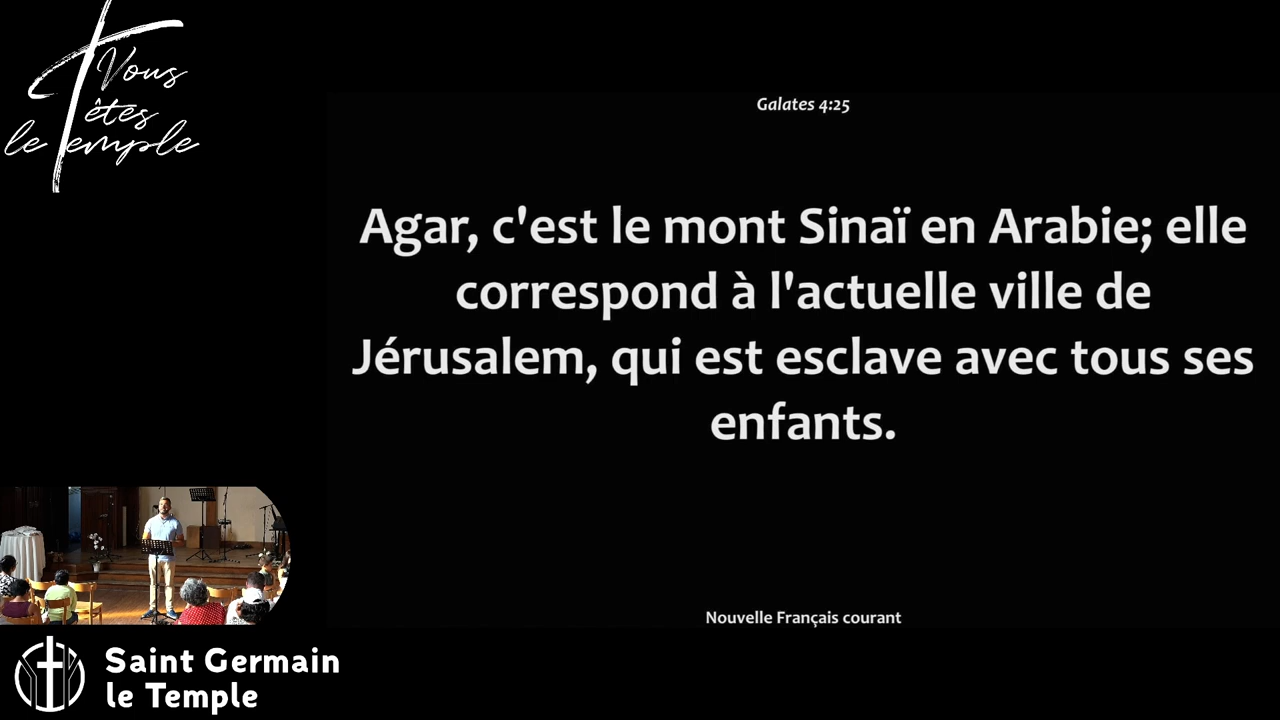 Vous
êtes
le Temple
Galates 4:25
Agar, c'est le mont Sinaï en Arabie; elle
correspond à l'actuelle ville de
Jérusalem, qui est esclave avec tous ses
enfants.
Nouvelle Français courant
Saint Germain
le Temple